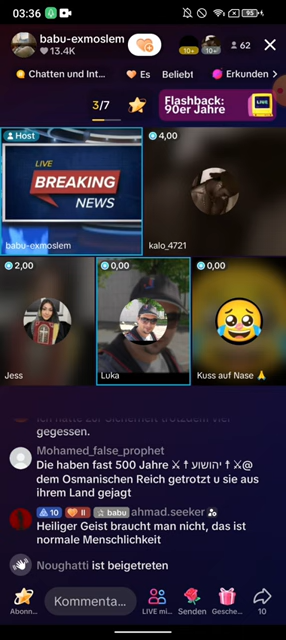 03:36
95
babu-exmoslem
13.4K
10+
10+
62
Chatten und Int...
Es
Beliebt
Erkunden
3/7
Flashback:
90er Jahre
LIVE
Host
4,00
LIVE
BREAKING
NEWS
babu-exmoslem
kalo_4721
2,00
0,00
0,00
Jess
Luka
Kuss auf Nase 🙏
gegessen.
Mohamed_false_prophet
Die haben fast 500 Jahre ⚔✝יהושוע✝⚔@
dem Osmanischen Reich getrotzt u sie aus
ihrem Land gejagt
10 II babu ahmad.seeker
Heiliger Geist braucht man nicht, das ist
normale Menschlichkeit
Noughatti ist beigetreten
Abonn...
Kommenta...
LIVE mi...
Senden
Gesche...
10